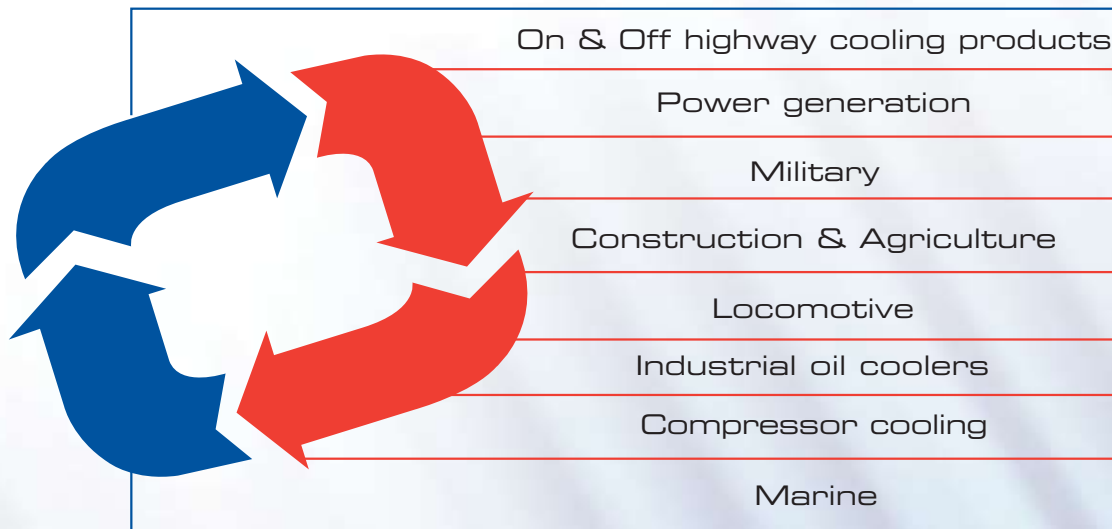 On & Off highway cooling products
Power generation
Military
Construction & Agriculture
Locomotive
Industrial oil coolers
Compressor cooling
Marine